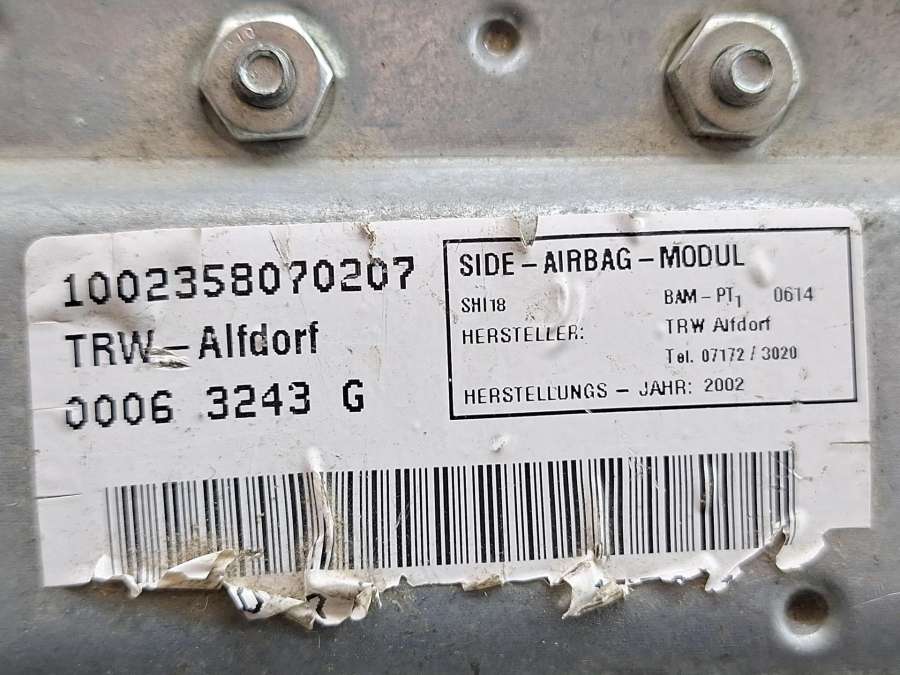 1002358070207
TRW-Alfdorf
0006 3243 G
SIDE-AIRBAG-MODUL
SHI18 BAM-PT1 0614
HERSTELLER: TRW Alfdorf
Tel. 07172 / 3020
HERSTELLUNGS - JAHR: 2002